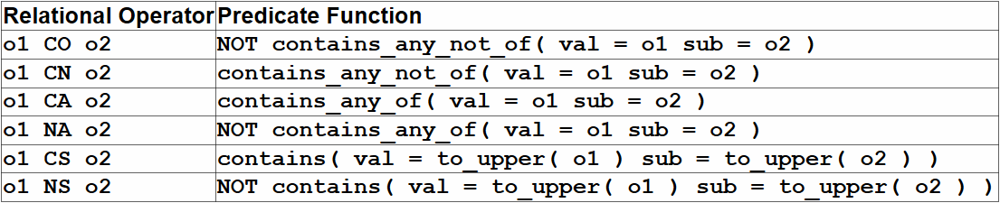 Relational Operator Predicate Function
o1 CO o2 NOT contains_any_not_of( val = o1 sub = o2 )
o1 CN o2 contains_any_not_of( val = o1 sub = o2 )
o1 CA o2 contains_any_of( val = o1 sub = o2 )
o1 NA o2 NOT contains_any_of( val = o1 sub = o2 )
o1 CS o2 contains( val = to_upper( o1 ) sub = to_upper( o2 ) )
o1 NS o2 NOT contains( val = to_upper( o1 ) sub = to_upper( o2 ) )